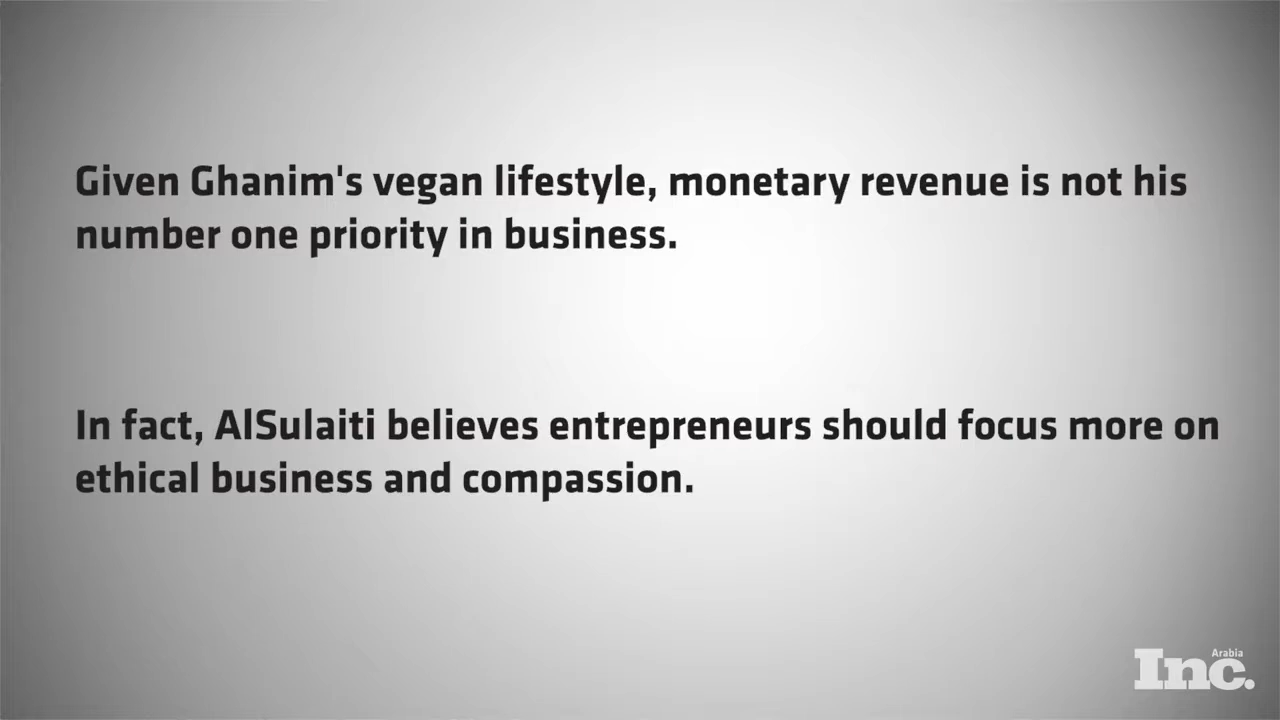 Given Ghanim's vegan lifestyle, monetary revenue is not his
number one priority in business.
In fact, AlSulaiti believes entrepreneurs should focus more on
ethical business and compassion.
Arabia
Inc.